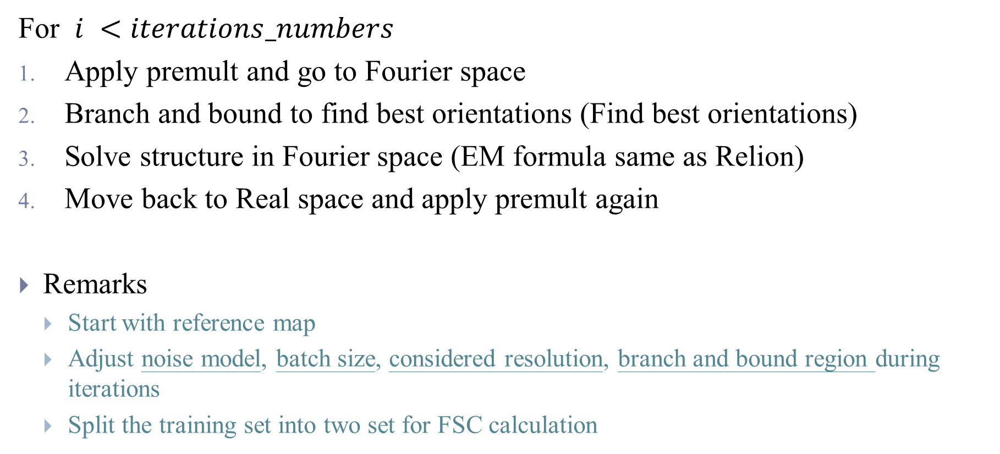 For i < iterations_numbers
1. Apply premult and go to Fourier space
2. Branch and bound to find best orientations (Find best orientations)
3. Solve structure in Fourier space (EM formula same as Relion)
4. Move back to Real space and apply premult again
Remarks
Start with reference map
Adjust noise model, batch size, considered resolution, branch and bound region during
iterations
Split the training set into two set for FSC calculation